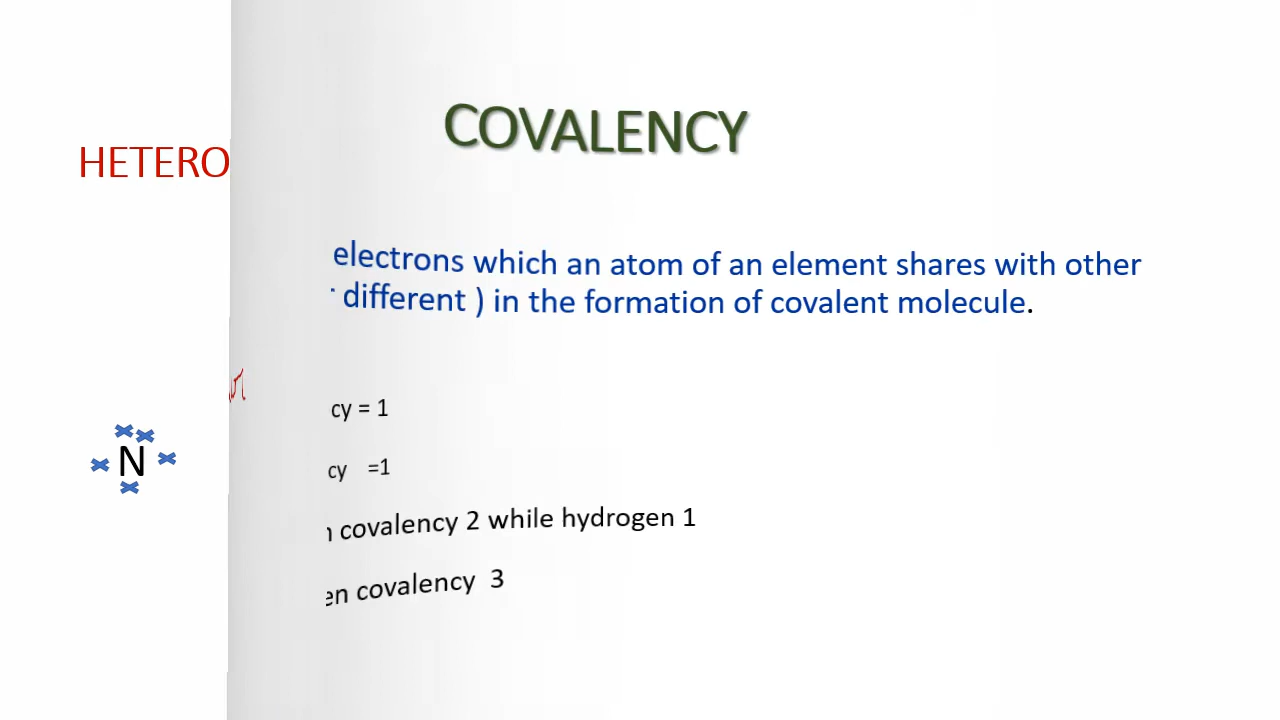 COVALENCY
HETERO
electrons which an atom of an element shares with other
different ) in the formation of covalent molecule.
cy = 1
cy =1
N
covalency 2 while hydrogen 1
en covalency 3